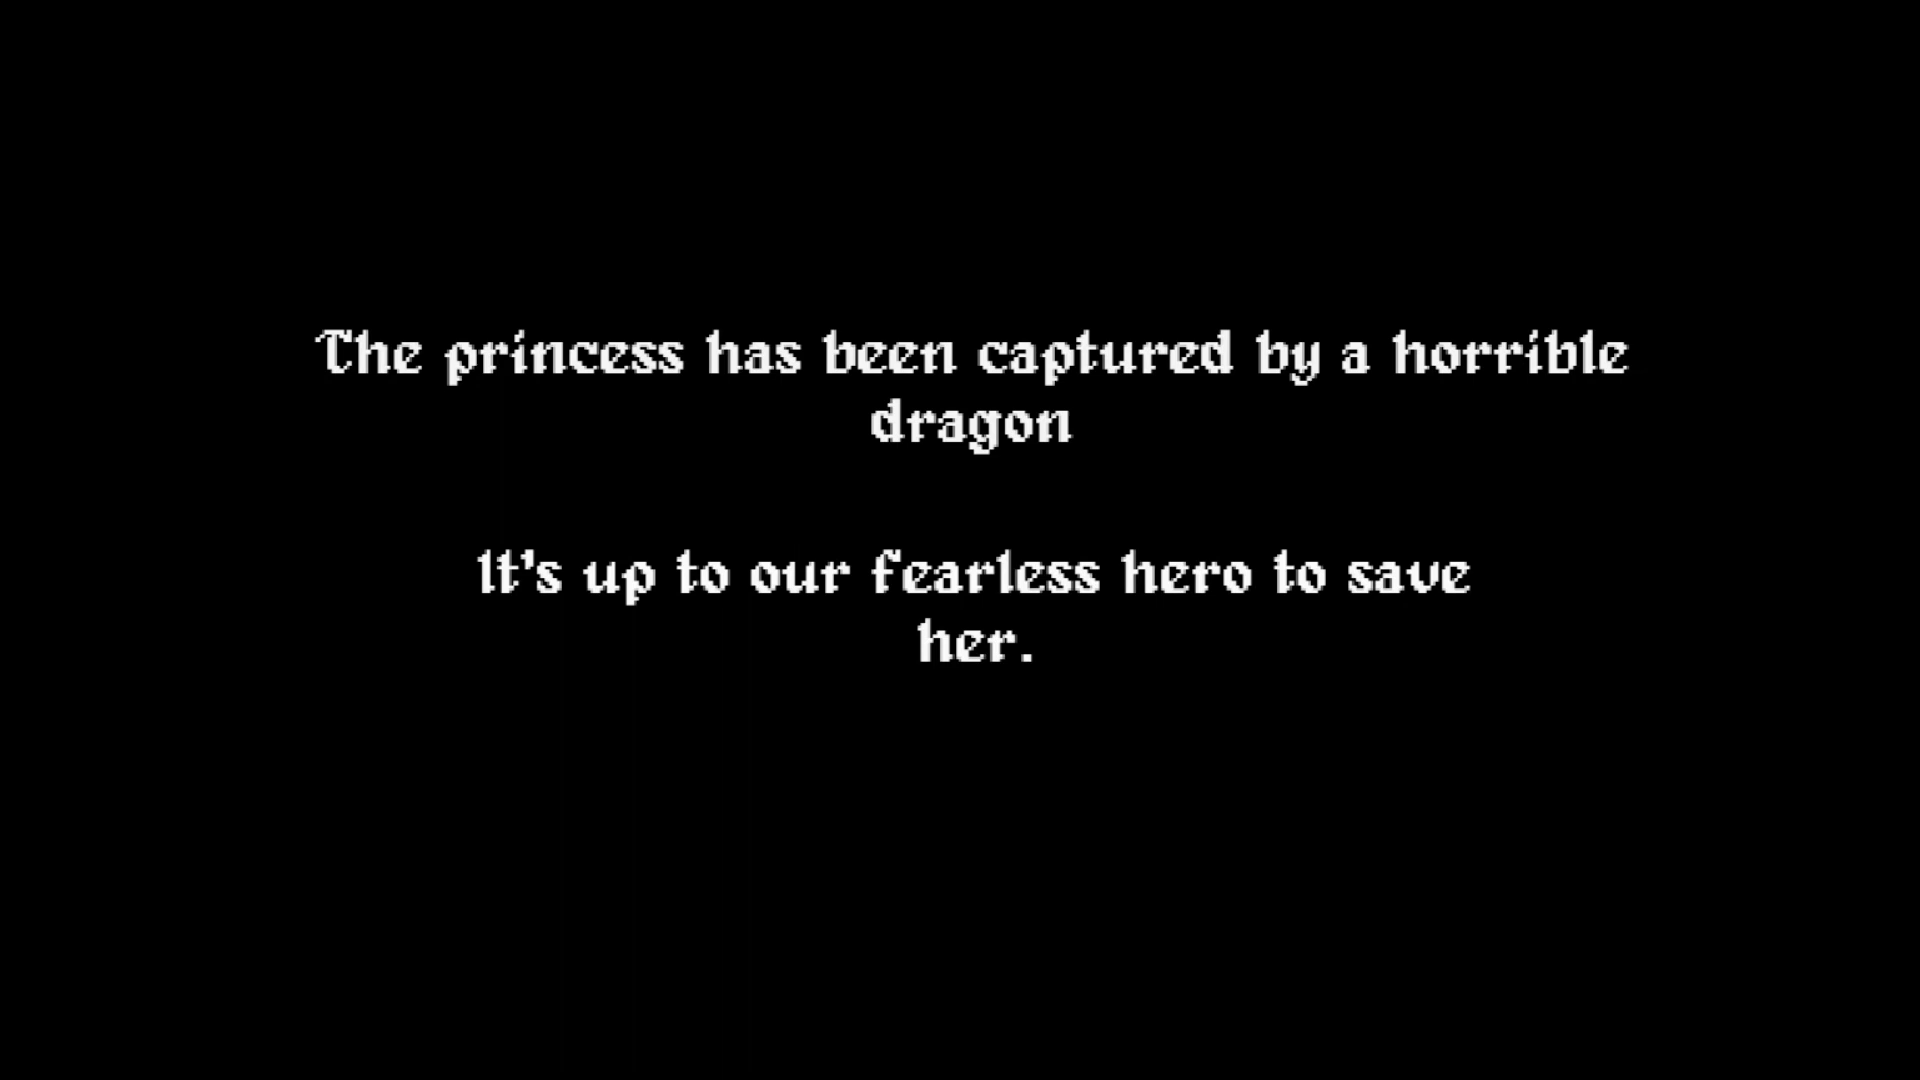 The princess has been captured by a horrible
dragon
It's up to our fearless hero to save
her.